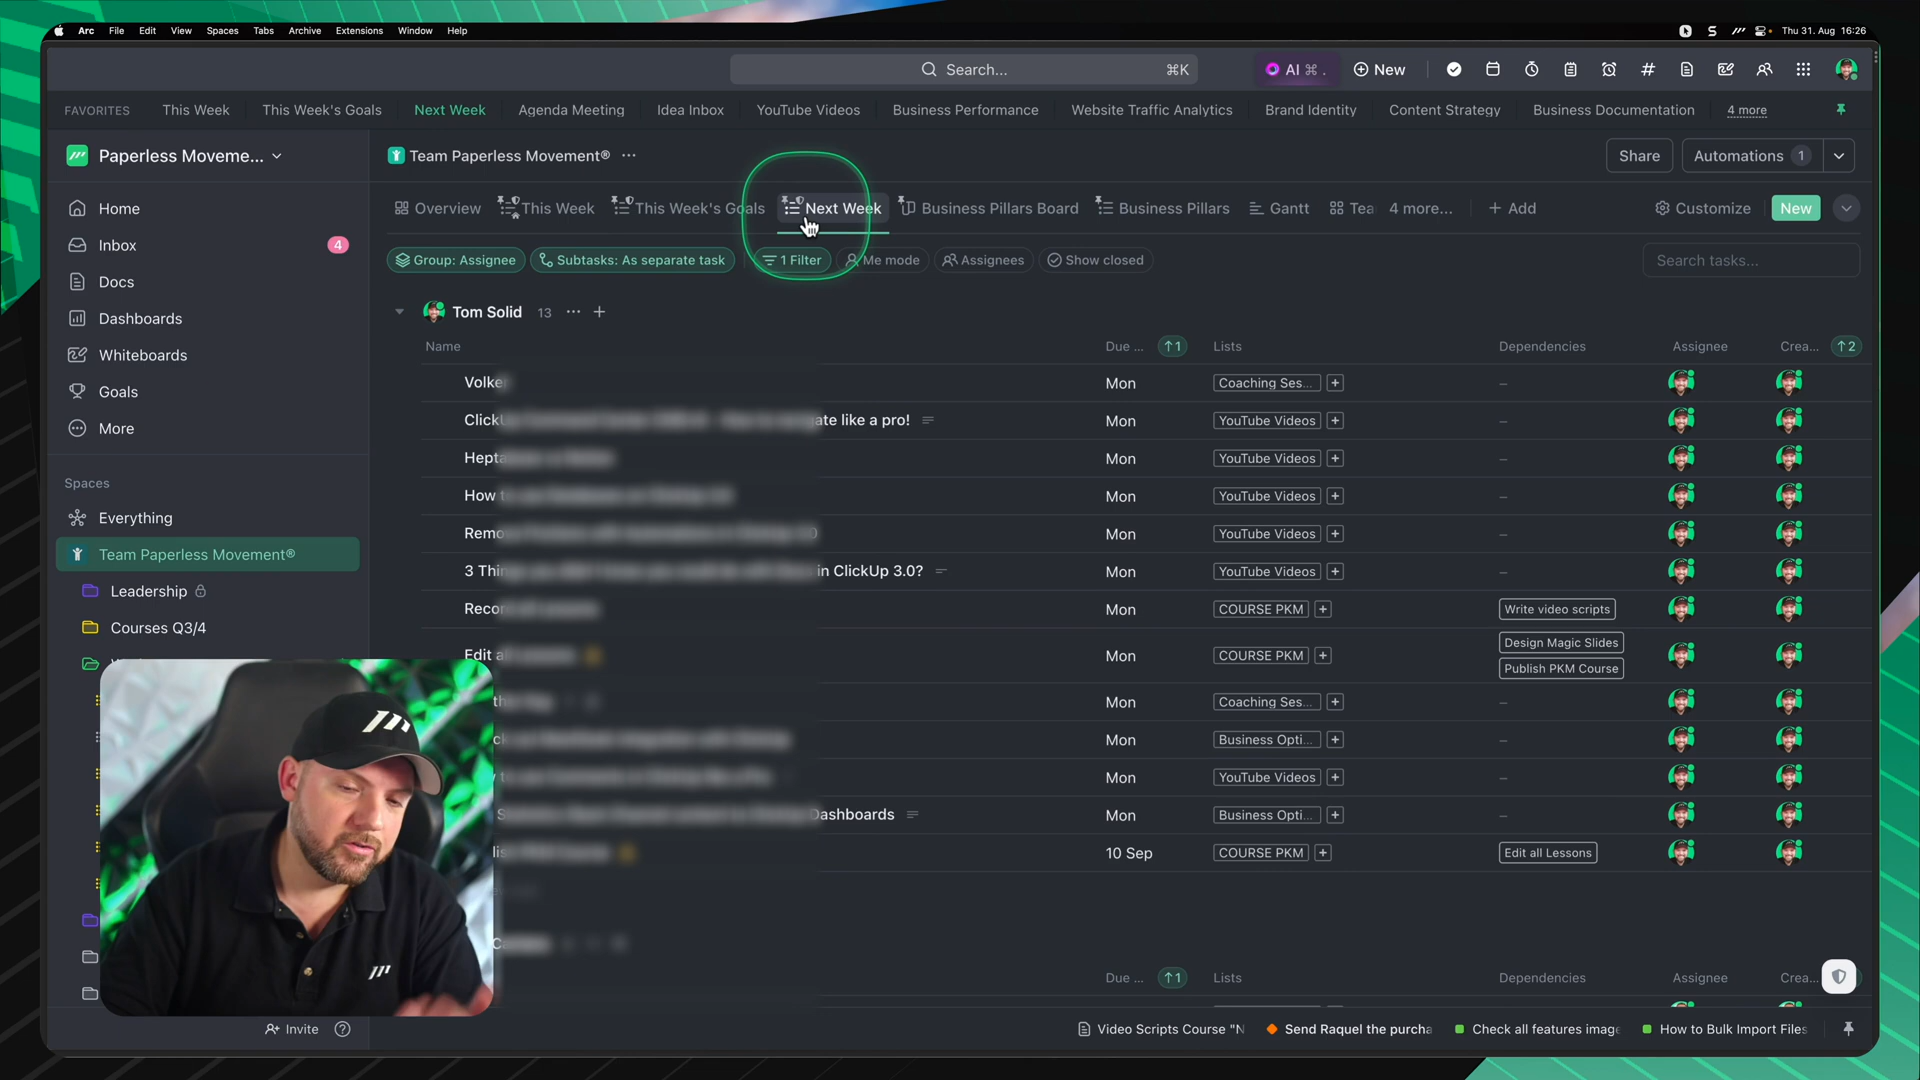 Arc File Edit View Spaces Tabs Archive Extensions Window Help S Thu 31. Aug 16:26
Search... ⌘K AI ⌘ . New
FAVORITES This Week This Week's Goals Next Week Agenda Meeting Idea Inbox YouTube Videos Business Performance Website Traffic Analytics Brand Identity Content Strategy Business Documentation 4 more
Paperless Moveme...
Team Paperless Movement® ...
Share Automations 1
Home
Inbox 4
Docs
Dashboards
Whiteboards
Goals
More
Spaces
Everything
Team Paperless Movement®
Leadership
Courses Q3/4
Invite
Overview This Week This Week's Goals Next Week Business Pillars Board Business Pillars Gantt Tea 4 more... + Add Customize New
Group: Assignee Subtasks: As separate task 1 Filter Me mode Assignees Show closed Search tasks...
Tom Solid 13 ... +
Name Due ... ↑1 Lists Dependencies Assignee Crea... ↑2
Volke Mon Coaching Ses... + –
Click like a pro! Mon YouTube Videos + –
Hept Mon YouTube Videos + –
How Mon YouTube Videos + –
Remo Mon YouTube Videos + –
3 Thin in ClickUp 3.0? Mon YouTube Videos + –
Reco Mon COURSE PKM + Write video scripts
Edit Mon COURSE PKM + Design Magic Slides
Publish PKM Course
Mon Coaching Ses... + –
Mon Business Opti... + –
Mon YouTube Videos + –
Dashboards Mon Business Opti... + –
10 Sep COURSE PKM + Edit all Lessons
Due ... ↑1 Lists Dependencies Assignee Crea...
Video Scripts Course "N Send Raquel the purcha Check all features image How to Bulk Import Files